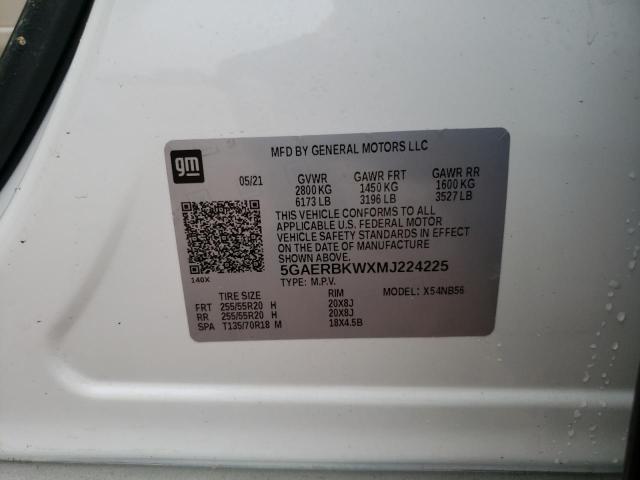 gm
MFD BY GENERAL MOTORS LLC
05/21
GVWR GAWR FRT GAWR RR
2800 KG 1450 KG 1600 KG
6173 LB 3196 LB 3527 LB
THIS VEHICLE CONFORMS TO ALL
APPLICABLE U.S. FEDERAL MOTOR
VEHICLE SAFETY STANDARDS IN EFFECT
ON THE DATE OF MANUFACTURE
SHOWN ABOVE.
140X
5GAERBKWXMJ224225
TYPE: M.P.V. MODEL: X54NB56
TIRE SIZE RIM
FRT 255/55R20 H 20X8J
RR 255/55R20 H 20X8J
SPA T135/70R18 M 18X4.5B